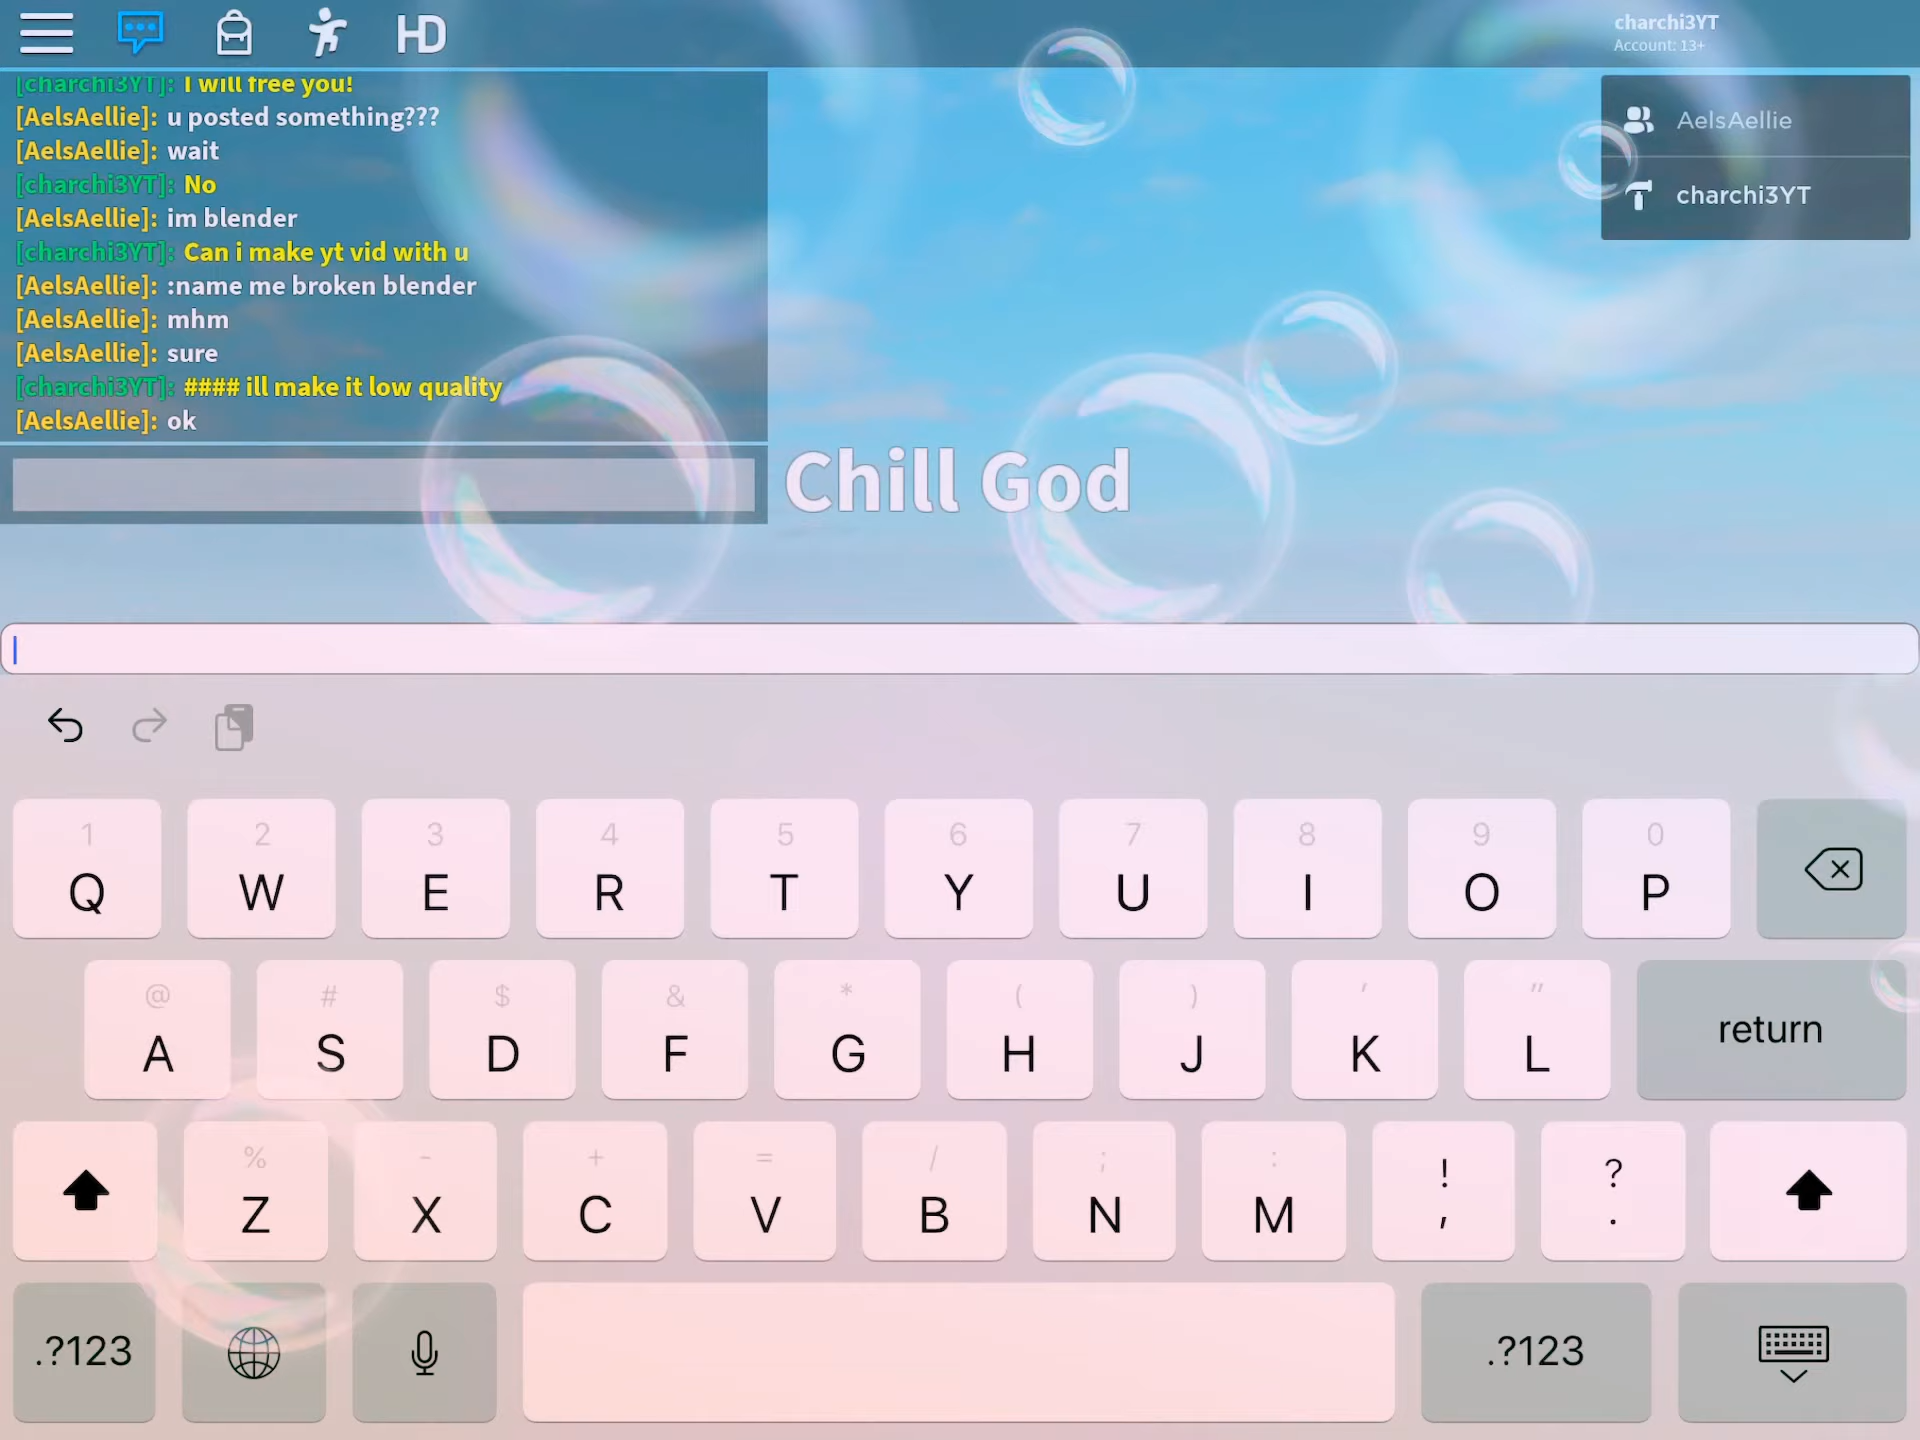 HD
charchi3YT
Account: 13+
[charchi3YT]: I will free you!
[AelsAellie]: u posted something???
[AelsAellie]: wait
[charchi3YT]: No
[AelsAellie]: im blender
[charchi3YT]: Can i make yt vid with u
[AelsAellie]: :name me broken blender
[AelsAellie]: mhm
[AelsAellie]: sure
[charchi3YT]: #### ill make it low quality
[AelsAellie]: ok
AelsAellie
charchi3YT
Chill God
1 2 3 4 5 6 7 8 9 0
Q W E R T Y U I O P
@ # $ & * ( ) ' "
A S D F G H J K L return
% - + = / ; : ! ?
Z X C V B N M , .
.?123 .?123